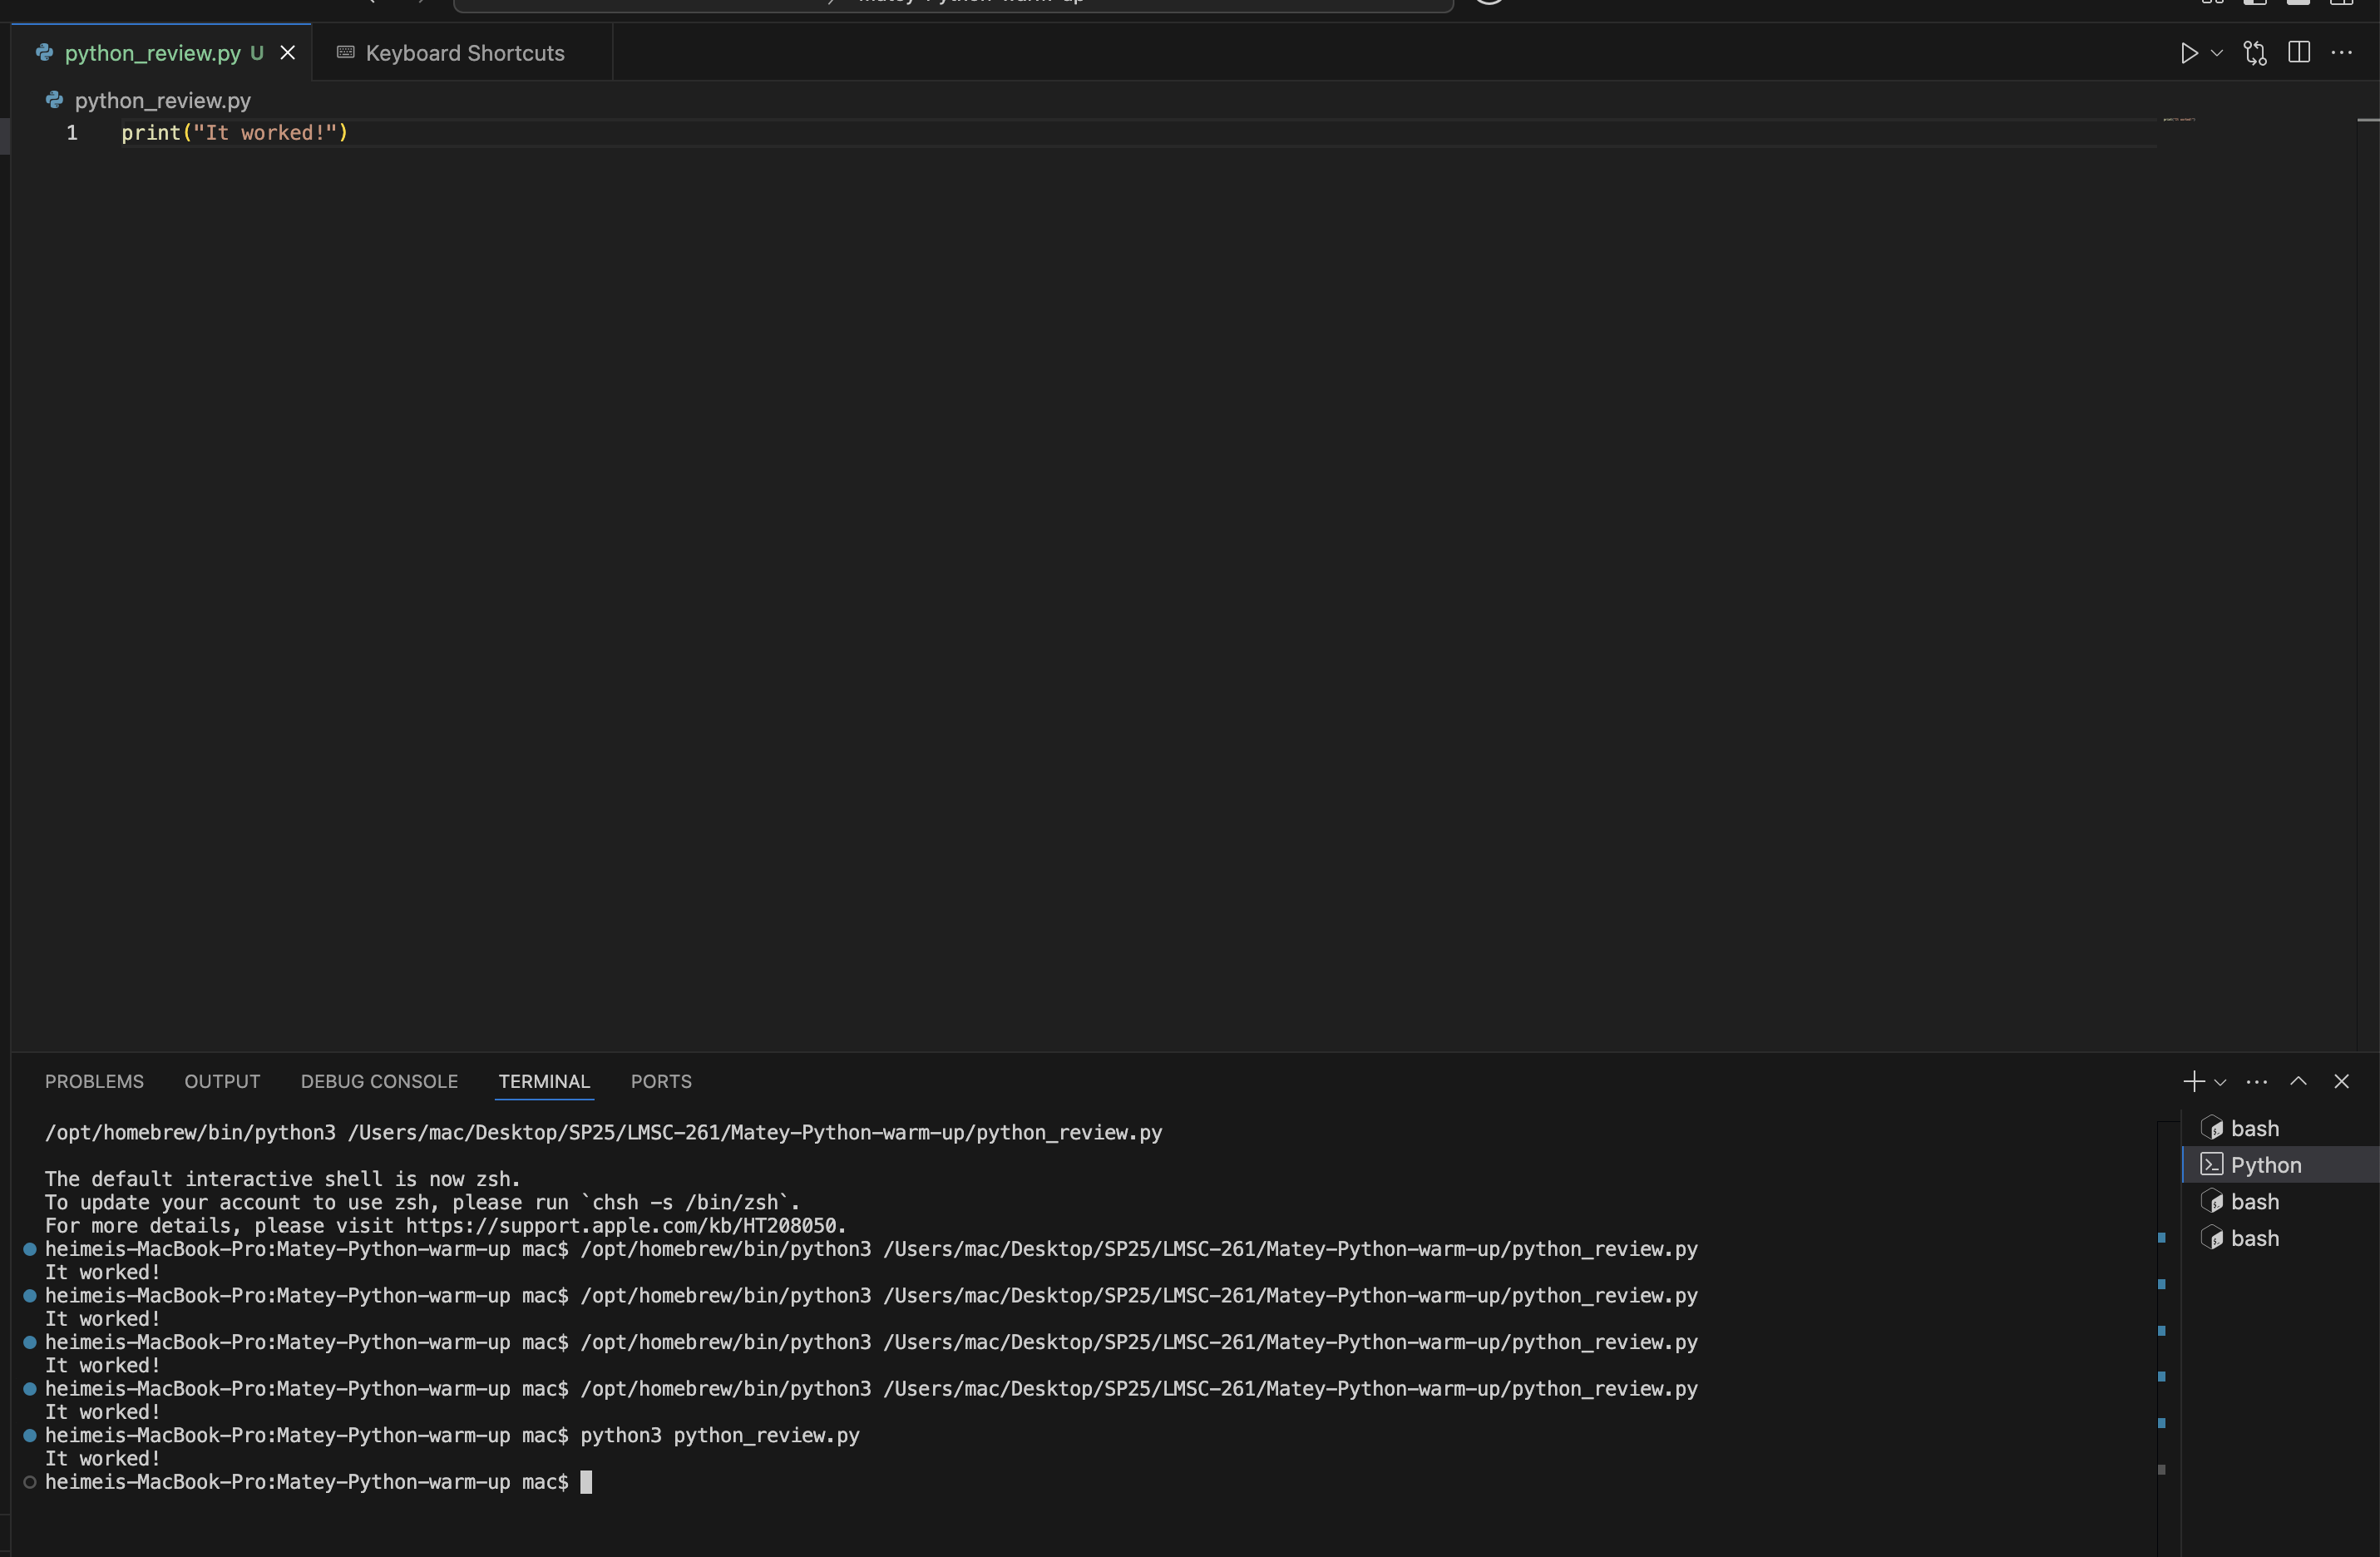 python_review.py U
Keyboard Shortcuts
python_review.py
1 print("It worked!")
PROBLEMS OUTPUT DEBUG CONSOLE TERMINAL PORTS
/opt/homebrew/bin/python3 /Users/mac/Desktop/SP25/LMSC-261/Matey-Python-warm-up/python_review.py
The default interactive shell is now zsh.
To update your account to use zsh, please run `chsh -s /bin/zsh`.
For more details, please visit https://support.apple.com/kb/HT208050.
heimeis-MacBook-Pro:Matey-Python-warm-up mac$ /opt/homebrew/bin/python3 /Users/mac/Desktop/SP25/LMSC-261/Matey-Python-warm-up/python_review.py
It worked!
heimeis-MacBook-Pro:Matey-Python-warm-up mac$ /opt/homebrew/bin/python3 /Users/mac/Desktop/SP25/LMSC-261/Matey-Python-warm-up/python_review.py
It worked!
heimeis-MacBook-Pro:Matey-Python-warm-up mac$ /opt/homebrew/bin/python3 /Users/mac/Desktop/SP25/LMSC-261/Matey-Python-warm-up/python_review.py
It worked!
heimeis-MacBook-Pro:Matey-Python-warm-up mac$ /opt/homebrew/bin/python3 /Users/mac/Desktop/SP25/LMSC-261/Matey-Python-warm-up/python_review.py
It worked!
heimeis-MacBook-Pro:Matey-Python-warm-up mac$ python3 python_review.py
It worked!
heimeis-MacBook-Pro:Matey-Python-warm-up mac$
bash
Python
bash
bash